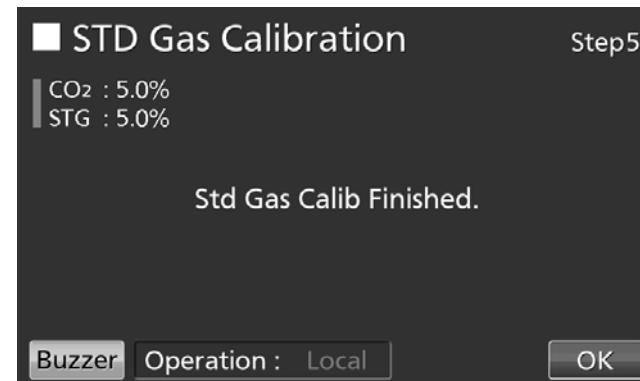 STD Gas Calibration Step5
CO2 : 5.0%
STG : 5.0%
Std Gas Calib Finished.
Buzzer Operation : Local OK